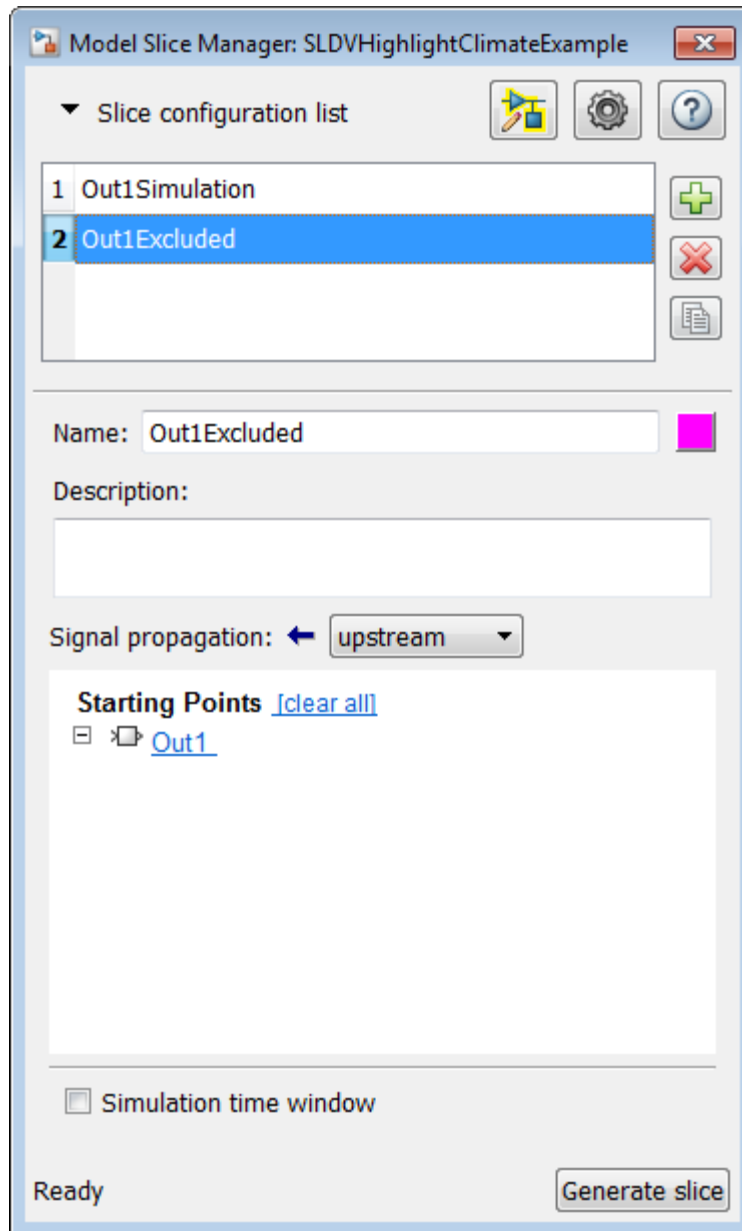 Model Slice Manager: SLDVHighlightClimateExample
Slice configuration list
1 Out1Simulation
2 Out1Excluded
Name: Out1Excluded
Description:
Signal propagation: upstream
Starting Points [clear all]
Out1
Simulation time window
Ready Generate slice